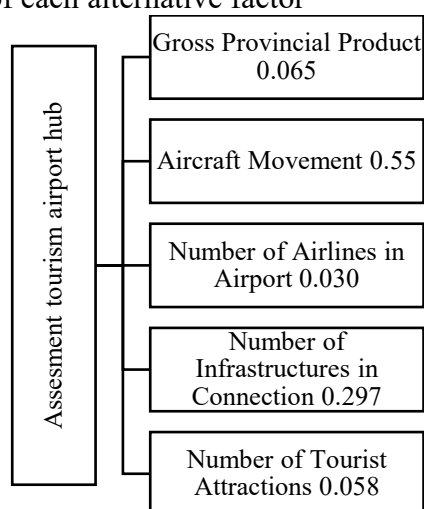 of each alternative factor
Assesment tourism airport hub
Gross Provincial Product
0.065
Aircraft Movement 0.55
Number of Airlines in
Airport 0.030
Number of
Infrastructures in
Connection 0.297
Number of Tourist
Attractions 0.058